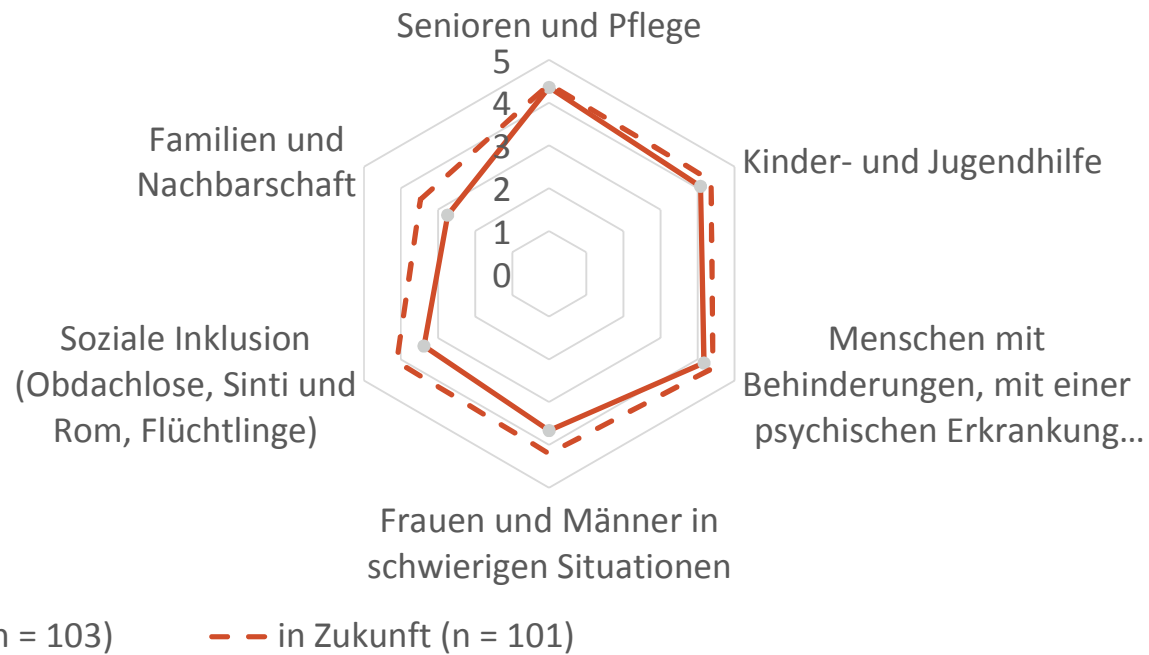 Senioren und Pflege
5
4
3
2
1
0
Kinder- und Jugendhilfe
Menschen mit
Behinderungen, mit einer
psychischen Erkrankung...
Frauen und Männer in
schwierigen Situationen
Soziale Inklusion
(Obdachlose, Sinti und
Rom, Flüchtlinge)
Familien und
Nachbarschaft
n = 103)
in Zukunft (n = 101)